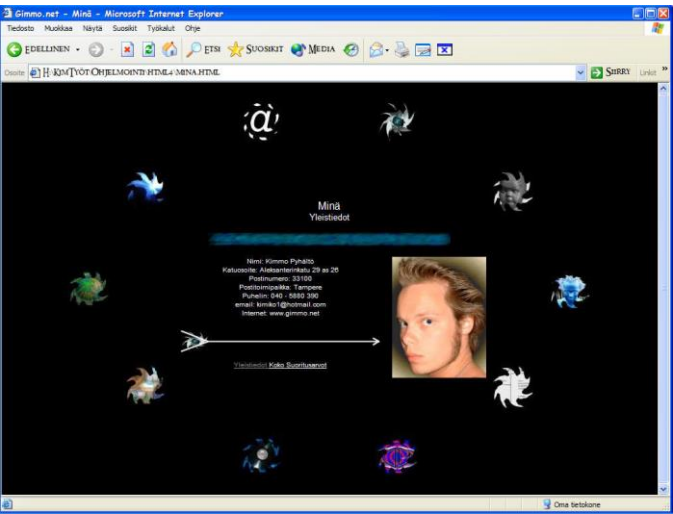 Gimmo.net - Minä - Microsoft Internet Explorer
Tiedosto Muokkaa Näytä Suosikit Työkalut Ohje
EDELLINEN ETSI SUOSIKIT MEDIA
Osoite H:\KIMTYÖT\OHJELMOINTI\HTML4\MINA.HTML SIIRRY Linkit »
@
Minä
Yleistiedot
Nimi: Kimmo Pyhältö
Katuosoite: Aleksanterinkatu 29 as 26
Postinumero: 33100
Postitoimipaikka: Tampere
Puhelin: 040 - 5880 390
email: kimiko1@hotmail.com
Internet: www.gimmo.net
Yleistiedot Koko Suoritusarvot
Oma tietokone